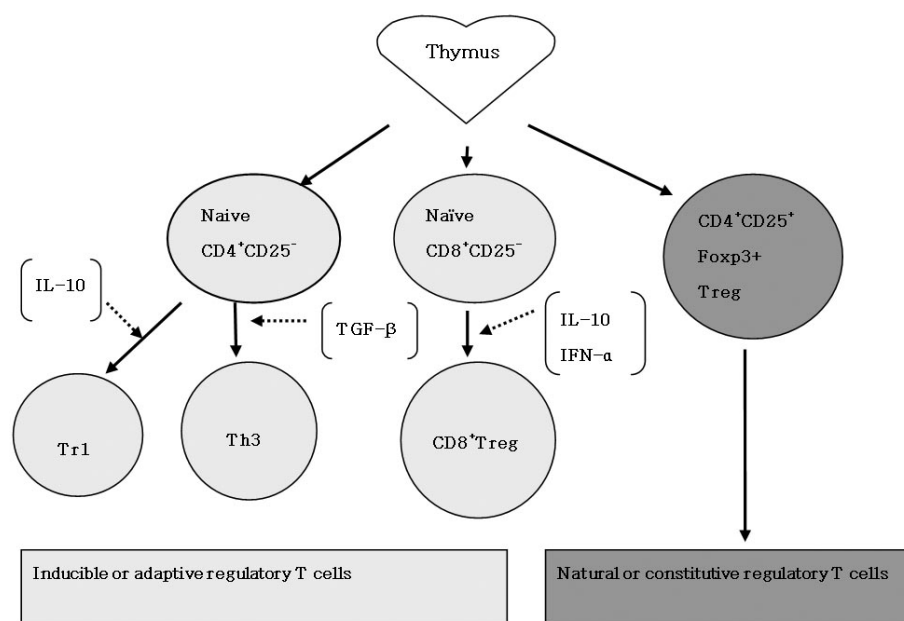 Thymus
Naive
CD4⁺CD25⁻
Naïve
CD8⁺CD25⁻
CD4⁺CD25⁺
Foxp3+
Treg
IL-10
TGF-β
IL-10
IFN-α
Tr1
Th3
CD8⁺Treg
Inducible or adaptive regulatory T cells
Natural or constitutive regulatory T cells